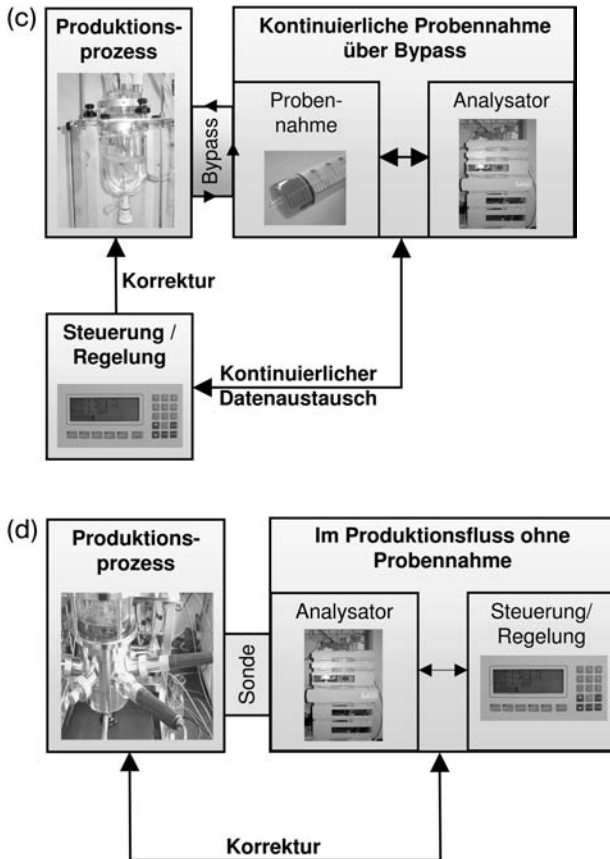 (c)
Produktions-
prozess
Kontinuierliche Probennahme
über Bypass
Bypass
Proben-
nahme
Analysator
Korrektur
Steuerung /
Regelung
Kontinuierlicher
Datenaustausch
(d)
Produktions-
prozess
Im Produktionsfluss ohne
Probennahme
Sonde
Analysator
Steuerung/
Regelung
Korrektur